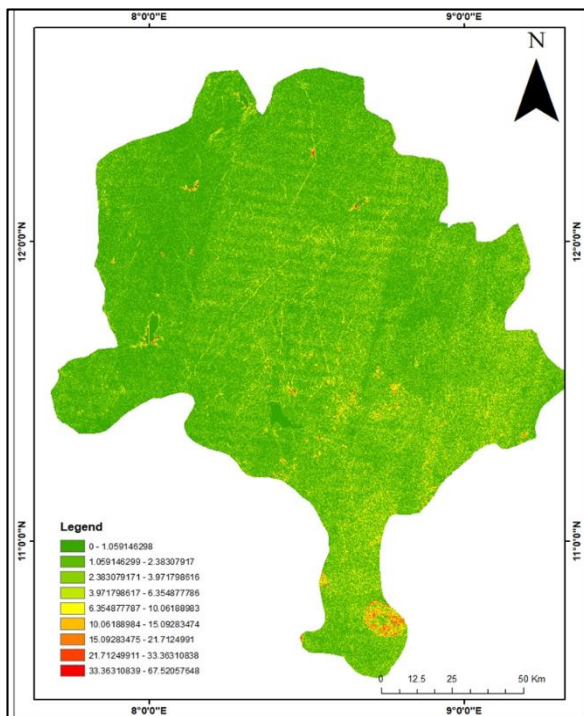 8°0'0"E 9°0'0"E
N
12°0'0"N 12°0'0"N
11°0'0"N 11°0'0"N
Legend
0 - 1.059146298
1.059146299 - 2.38307917
2.383079171 - 3.971798616
3.971798617 - 6.354877786
6.354877787 - 10.06188983
10.06188984 - 15.09283474
15.09283475 - 21.7124991
21.71249911 - 33.36310838
33.36310839 - 67.52057648
0 12.5 25 50 Km
8°0'0"E 9°0'0"E